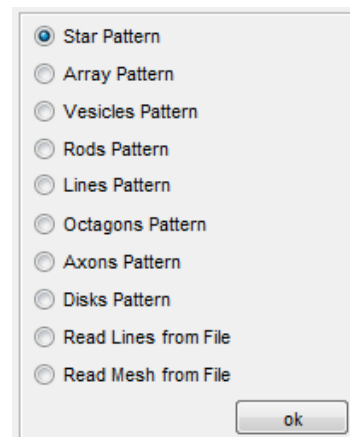 Star Pattern
Array Pattern
Vesicles Pattern
Rods Pattern
Lines Pattern
Octagons Pattern
Axons Pattern
Disks Pattern
Read Lines from File
Read Mesh from File
ok